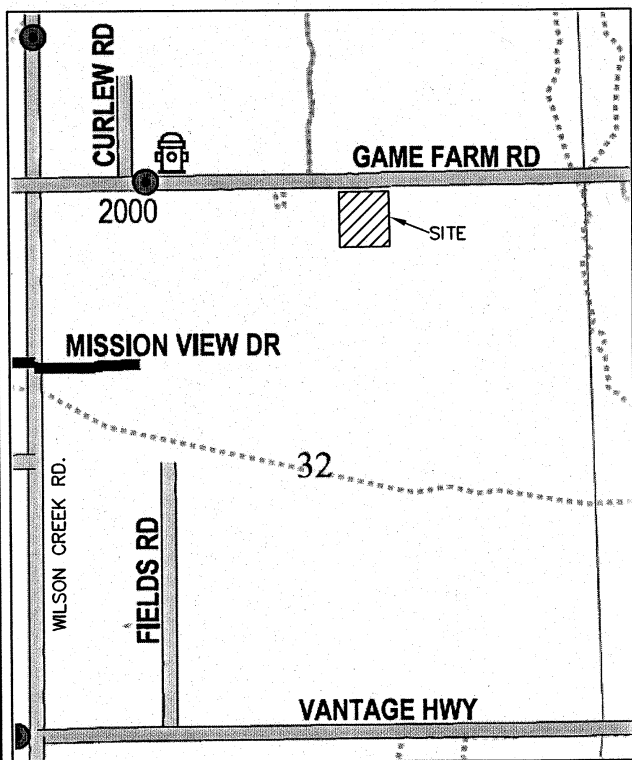 CURLEW RD
GAME FARM RD
2000
SITE
MISSION VIEW DR
32
WILSON CREEK RD.
FIELDS RD
VANTAGE HWY